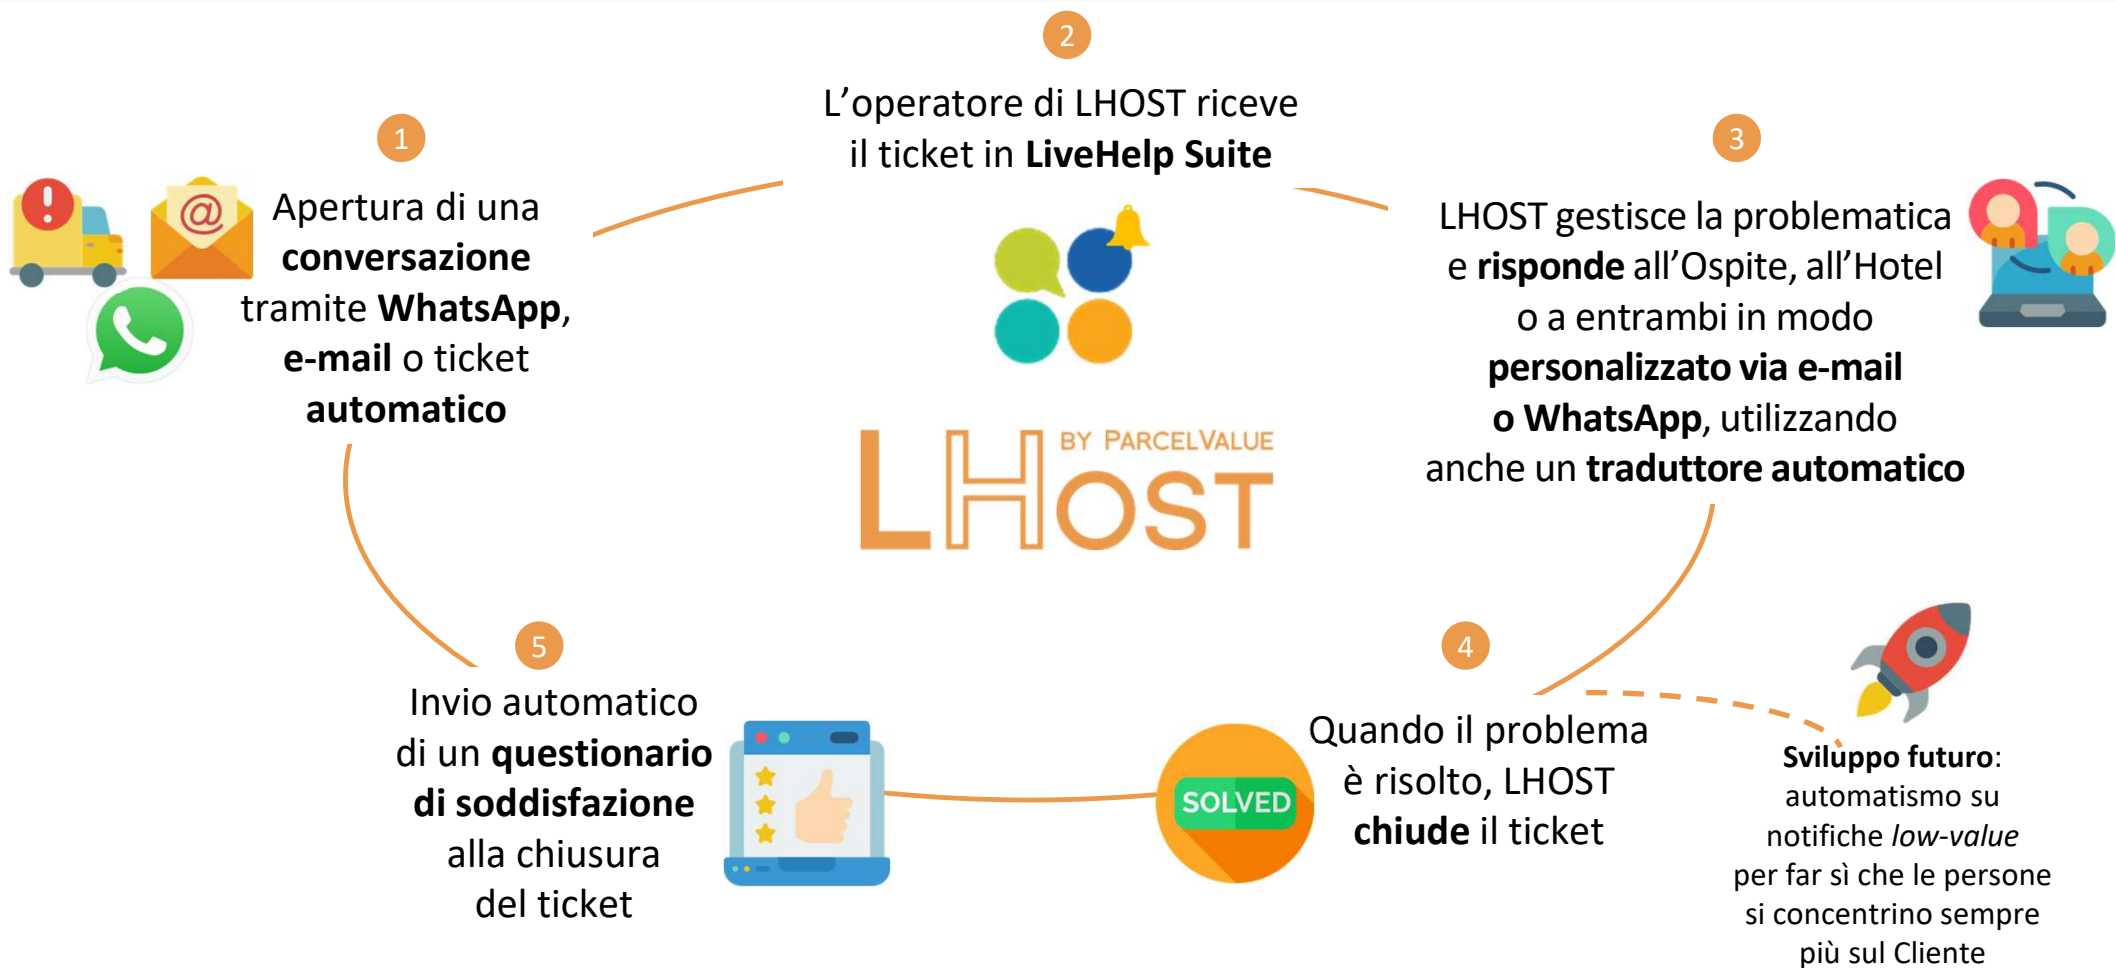 1
Apertura di una
conversazione
tramite WhatsApp,
e-mail o ticket
automatico
2
L’operatore di LHOST riceve
il ticket in LiveHelp Suite
3
LHOST gestisce la problematica
e risponde all’Ospite, all’Hotel
o a entrambi in modo
personalizzato via e-mail
o WhatsApp, utilizzando
anche un traduttore automatico
BY PARCELVALUE
LHOST
4
Quando il problema
è risolto, LHOST
chiude il ticket
SOLVED
5
Invio automatico
di un questionario
di soddisfazione
alla chiusura
del ticket
Sviluppo futuro:
automatismo su
notifiche low-value
per far sì che le persone
si concentrino sempre
più sul Cliente